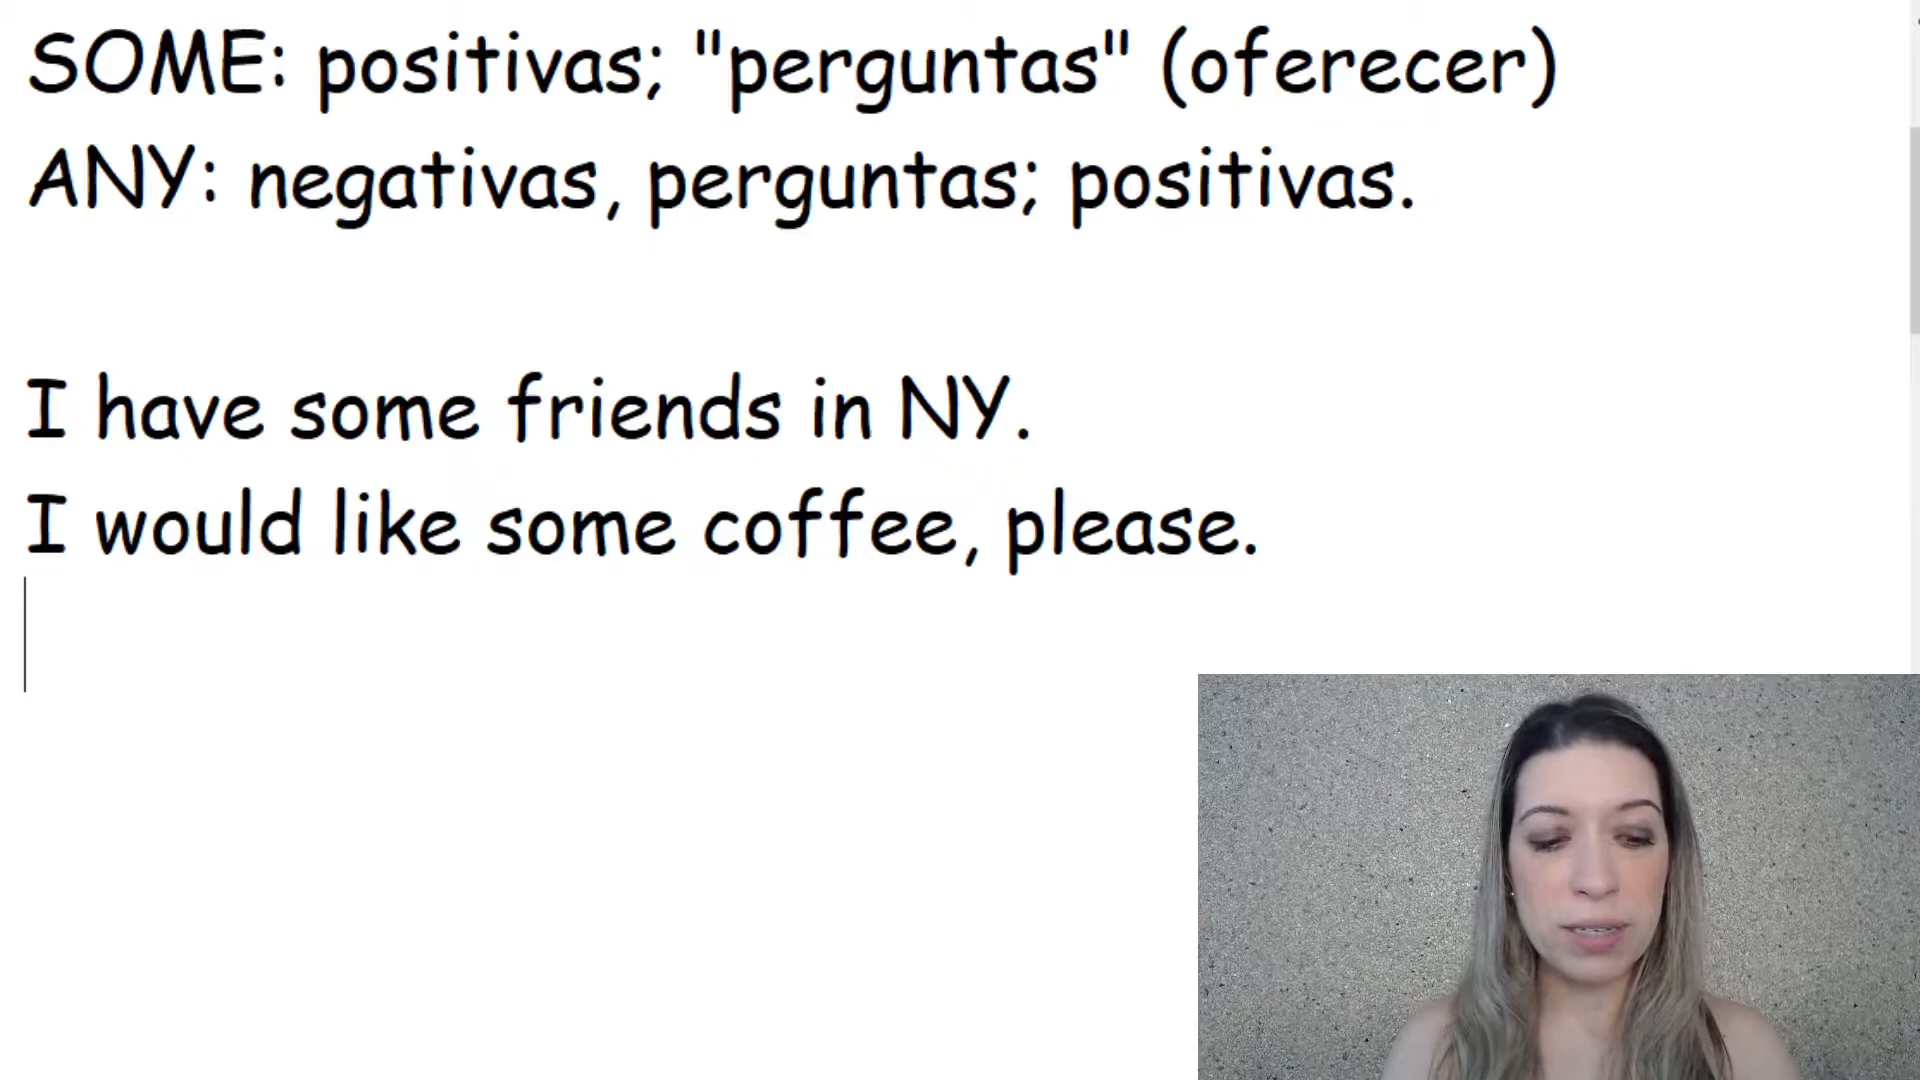 SOME: positivas; "perguntas" (oferecer)
ANY: negativas, perguntas; positivas.
I have some friends in NY.
I would like some coffee, please.